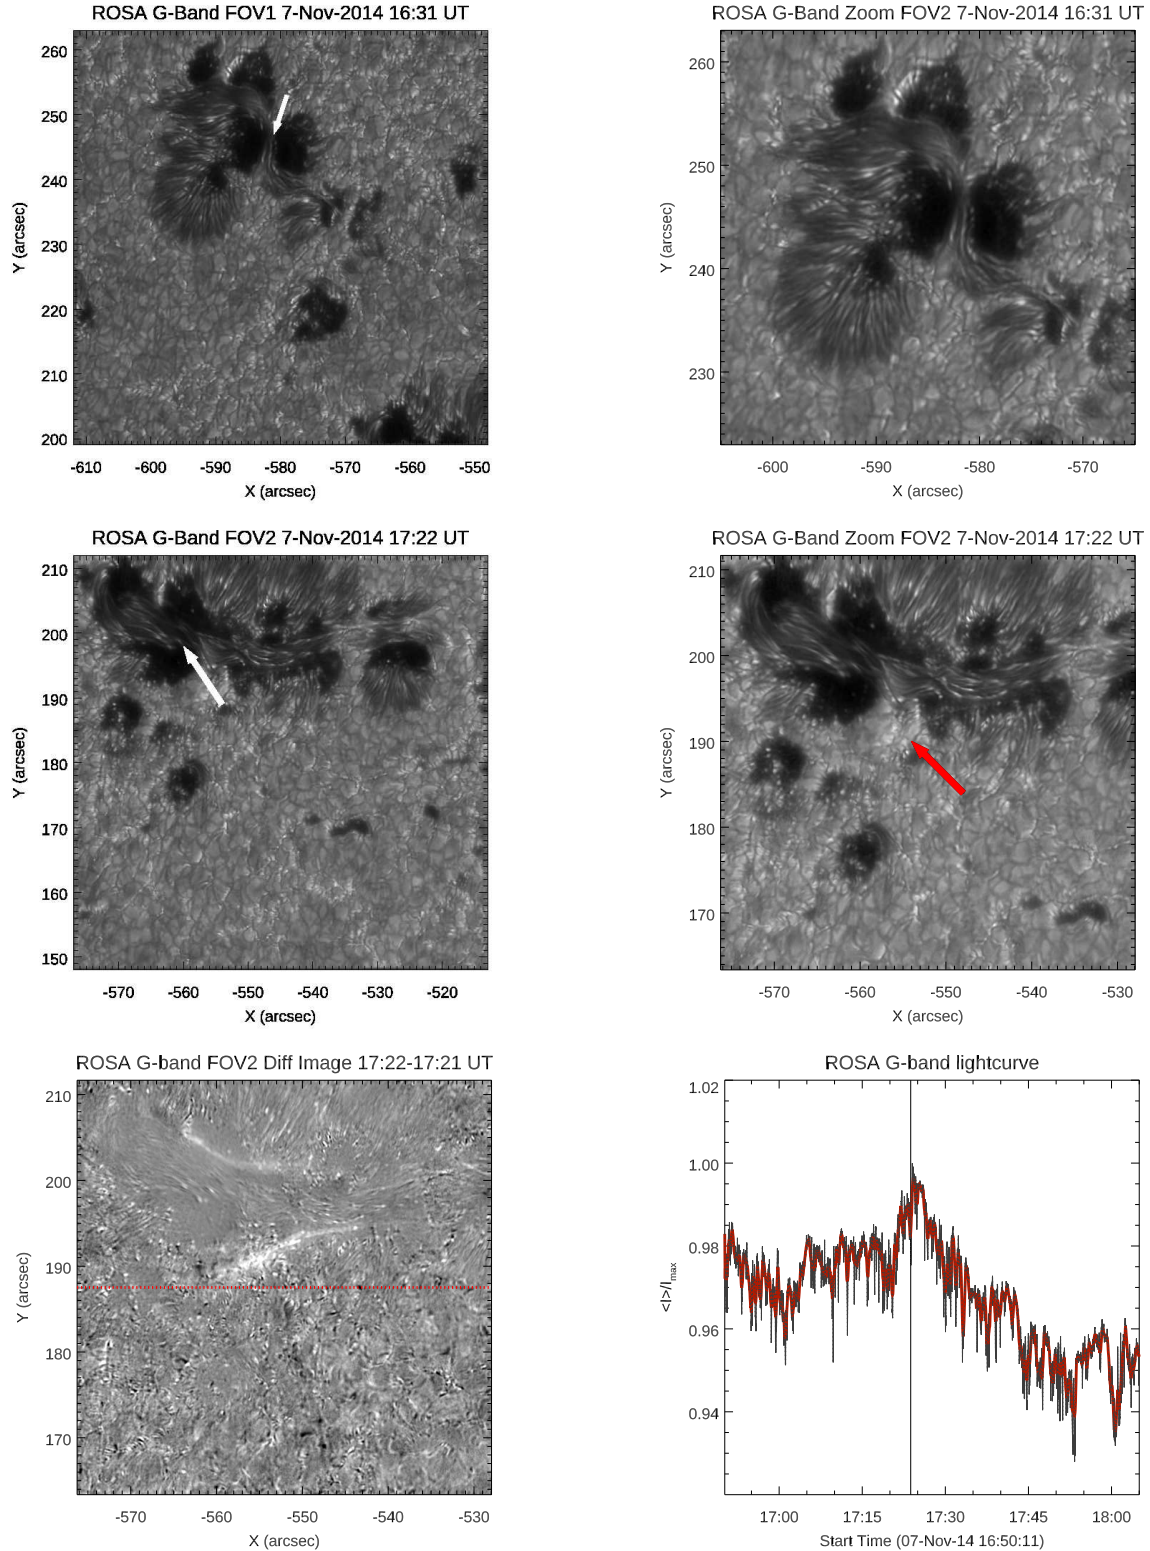 ROSA G-Band FOV1 7-Nov-2014 16:31 UT
260
250
240
230
220
210
200
Y (arcsec)
-610 -600 -590 -580 -570 -560 -550
X (arcsec)
ROSA G-Band Zoom FOV2 7-Nov-2014 16:31 UT
260
250
240
230
Y (arcsec)
-600 -590 -580 -570
X (arcsec)
ROSA G-Band FOV2 7-Nov-2014 17:22 UT
210
200
190
180
170
160
150
Y (arcsec)
-570 -560 -550 -540 -530 -520
X (arcsec)
ROSA G-Band Zoom FOV2 7-Nov-2014 17:22 UT
210
200
190
180
170
Y (arcsec)
-570 -560 -550 -540 -530
X (arcsec)
ROSA G-band FOV2 Diff Image 17:22-17:21 UT
210
200
190
180
170
Y (arcsec)
-570 -560 -550 -540 -530
X (arcsec)
ROSA G-band lightcurve
1.02
1.00
0.98
0.96
0.94
<I>/Imax
17:00 17:15 17:30 17:45 18:00
Start Time (07-Nov-14 16:50:11)